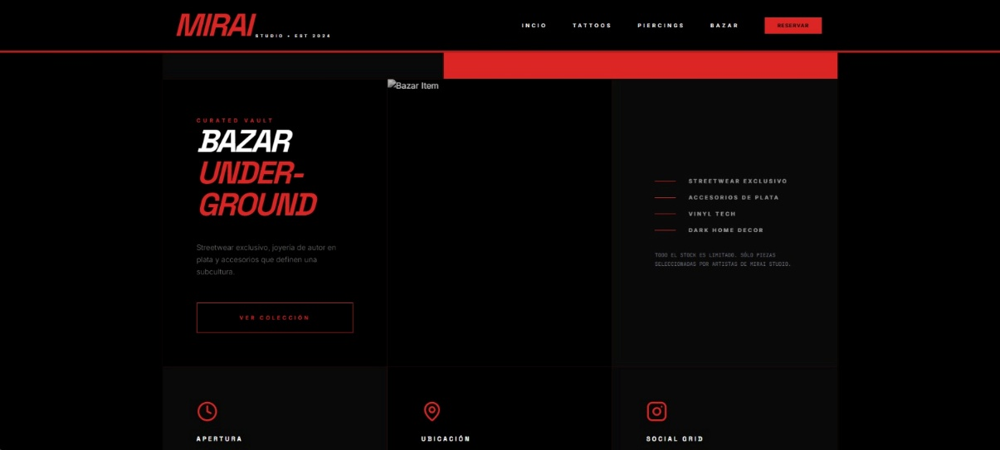 MIRAI
STUDIO • EST 2024
INCIO
TATTOOS
PIERCINGS
BAZAR
RESERVAR
Bazar Item
CURATED VAULT
BAZAR
UNDER-
GROUND
Streetwear exclusivo, joyería de autor en
plata y accesorios que definen una
subcultura.
VER COLECCIÓN
STREETWEAR EXCLUSIVO
ACCESORIOS DE PLATA
VINYL TECH
DARK HOME DECOR
TODO EL STOCK ES LIMITADO. SÓLO PIEZAS
SELECCIONADAS POR ARTISTAS DE MIRAI STUDIO.
APERTURA
UBICACIÓN
SOCIAL GRID